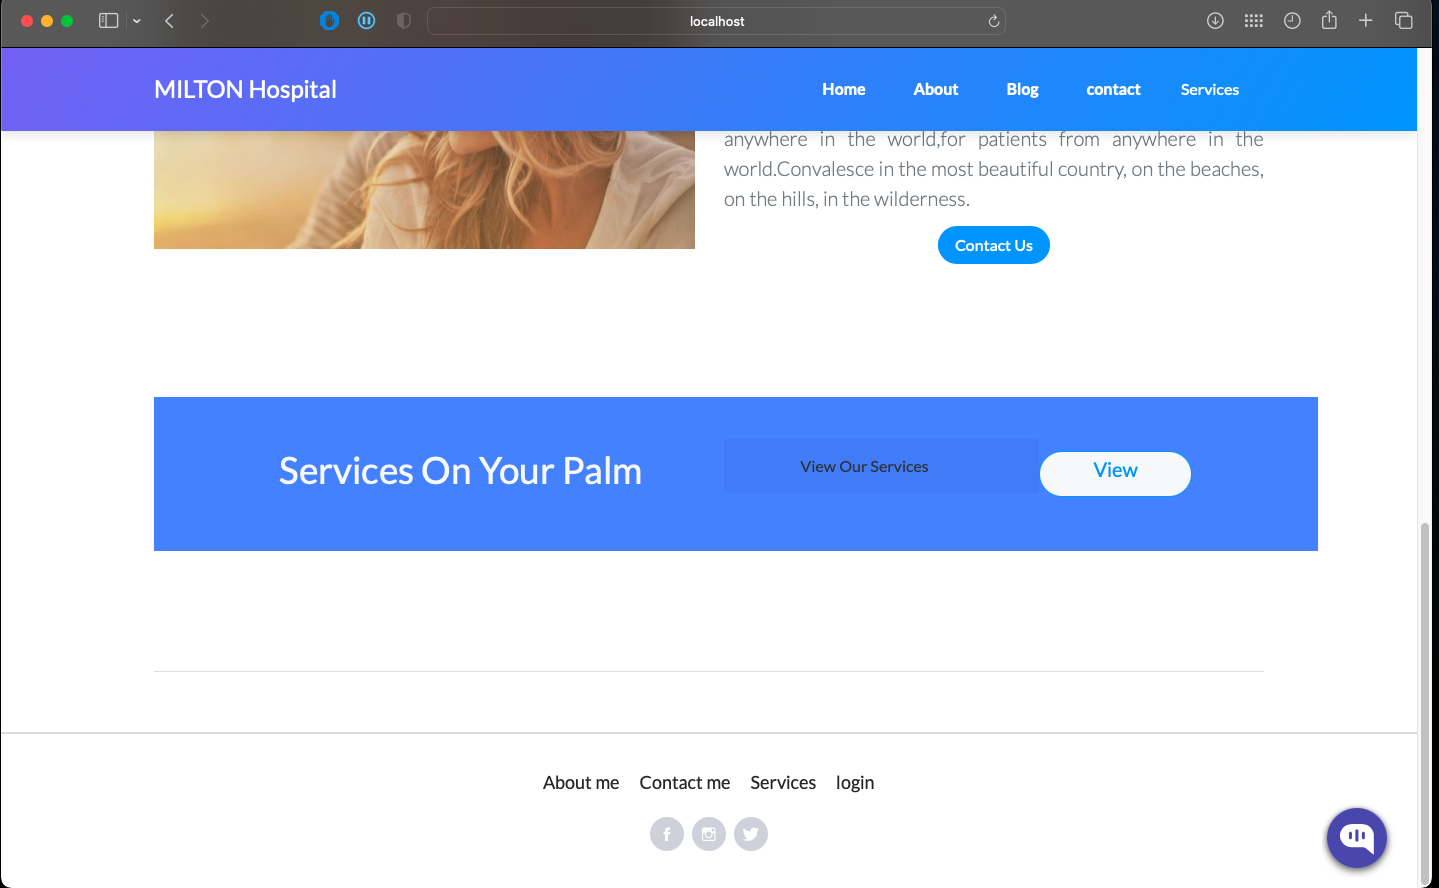 localhost
MILTON Hospital
Home About Blog contact Services
anywhere in the world,for patients from anywhere in the
world.Convalesce in the most beautiful country, on the beaches,
on the hills, in the wilderness.
Contact Us
Services On Your Palm
View Our Services
View
About me Contact me Services login